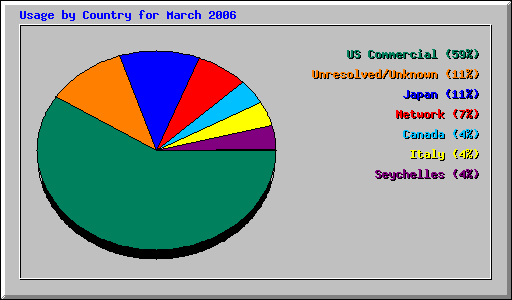 Usage by Country for March 2006
US Commercial (59%)
Unresolved/Unknown (11%)
Japan (11%)
Network (7%)
Canada (4%)
Italy (4%)
Seychelles (4%)